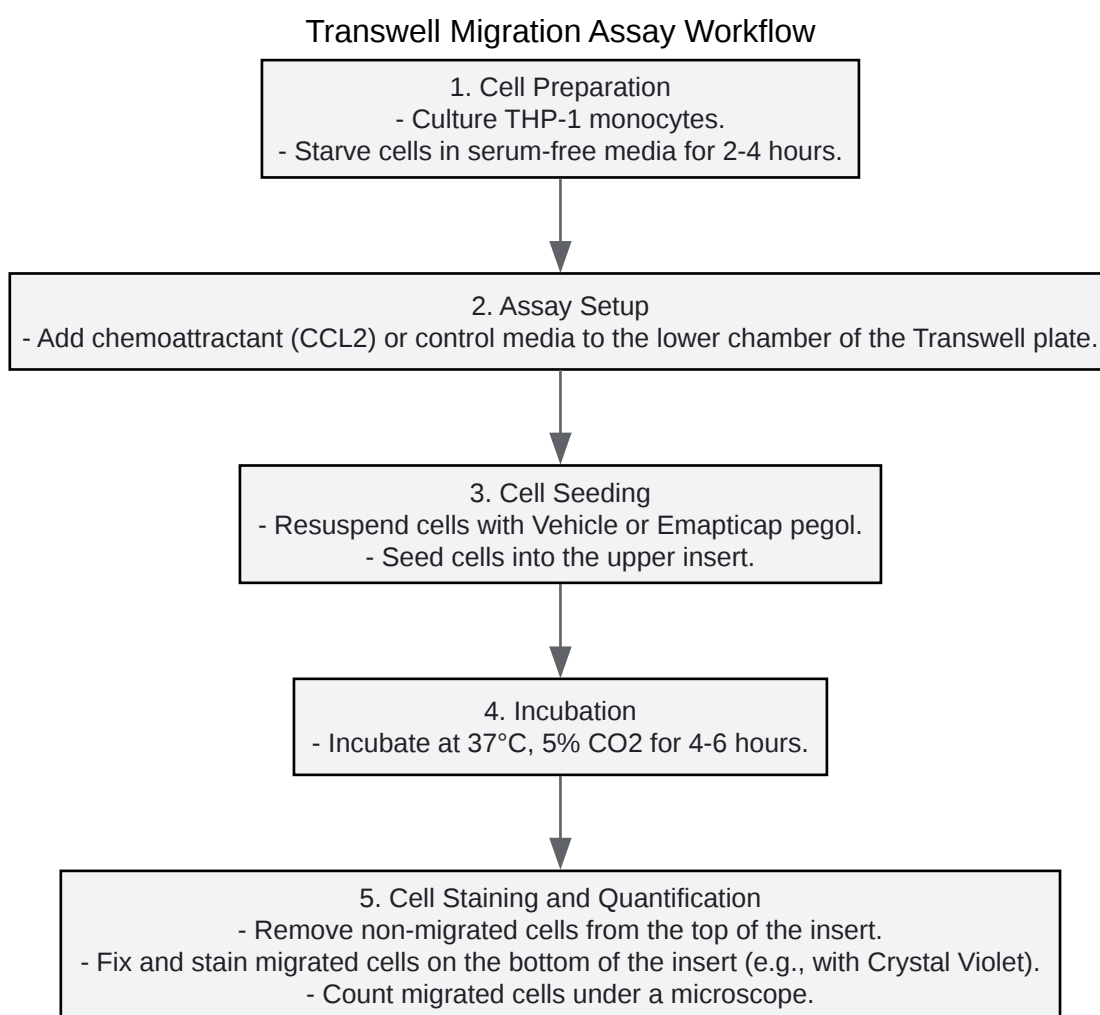 Transwell Migration Assay Workflow
1. Cell Preparation
- Culture THP-1 monocytes.
- Starve cells in serum-free media for 2-4 hours.
2. Assay Setup
- Add chemoattractant (CCL2) or control media to the lower chamber of the Transwell plate.
3. Cell Seeding
- Resuspend cells with Vehicle or Emapticap pegol.
- Seed cells into the upper insert.
4. Incubation
- Incubate at 37°C, 5% CO2 for 4-6 hours.
5. Cell Staining and Quantification
- Remove non-migrated cells from the top of the insert.
- Fix and stain migrated cells on the bottom of the insert (e.g., with Crystal Violet).
- Count migrated cells under a microscope.